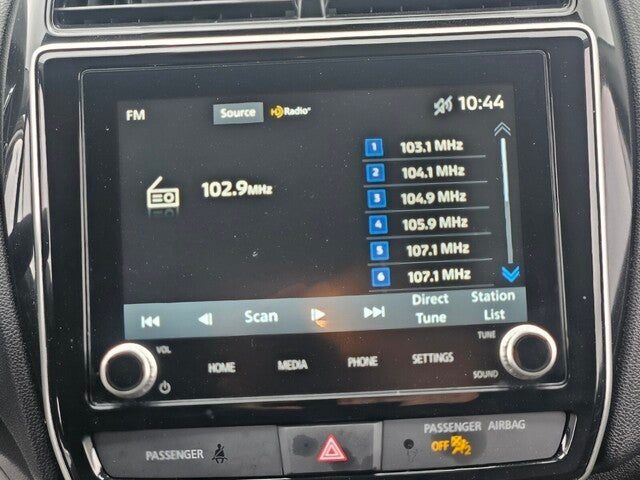 FM Source HD Radio 10:44
102.9MHz
1 103.1 MHz
2 104.1 MHz
3 104.9 MHz
4 105.9 MHz
5 107.1 MHz
6 107.1 MHz
Scan
Direct Tune
Station List
VOL
HOME MEDIA PHONE SETTINGS
TUNE
SOUND
PASSENGER
PASSENGER AIRBAG
OFF 2